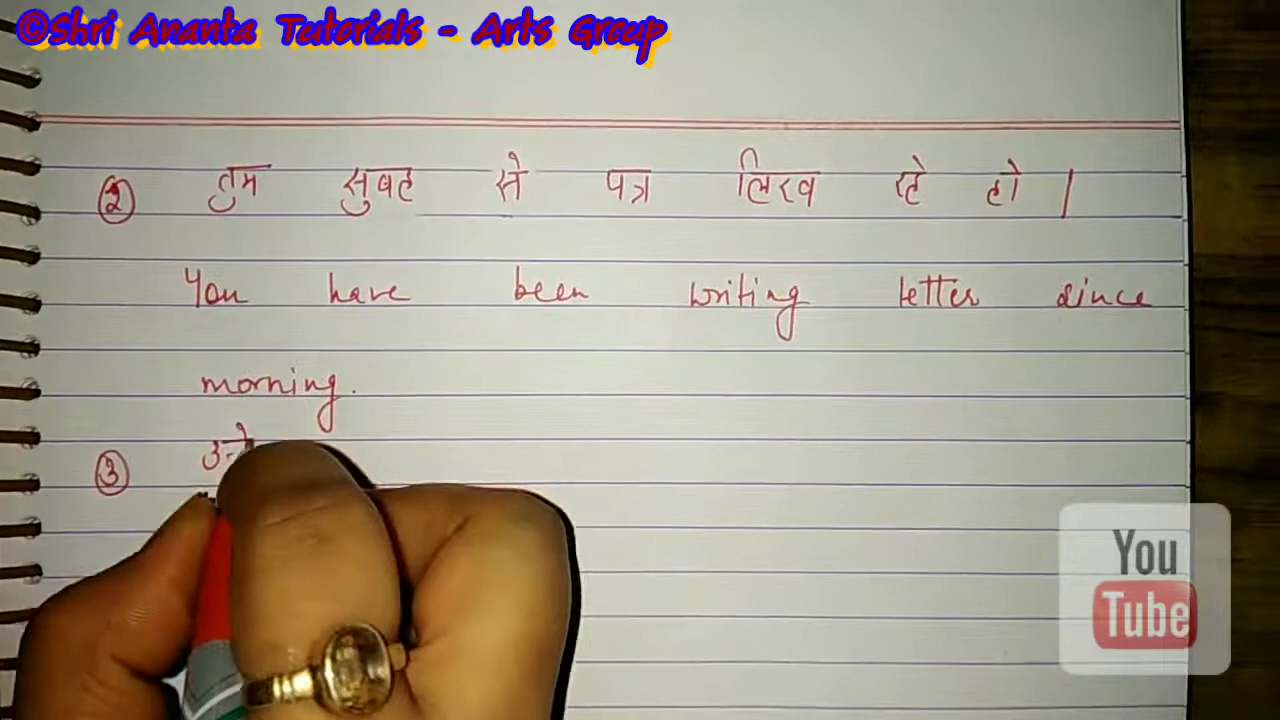 ©Shri Ananta Tutorials - Arts Group
② तुम सुबह से पत्र लिख रहे हो |
You have been writing letter since
morning.
③
You
Tube